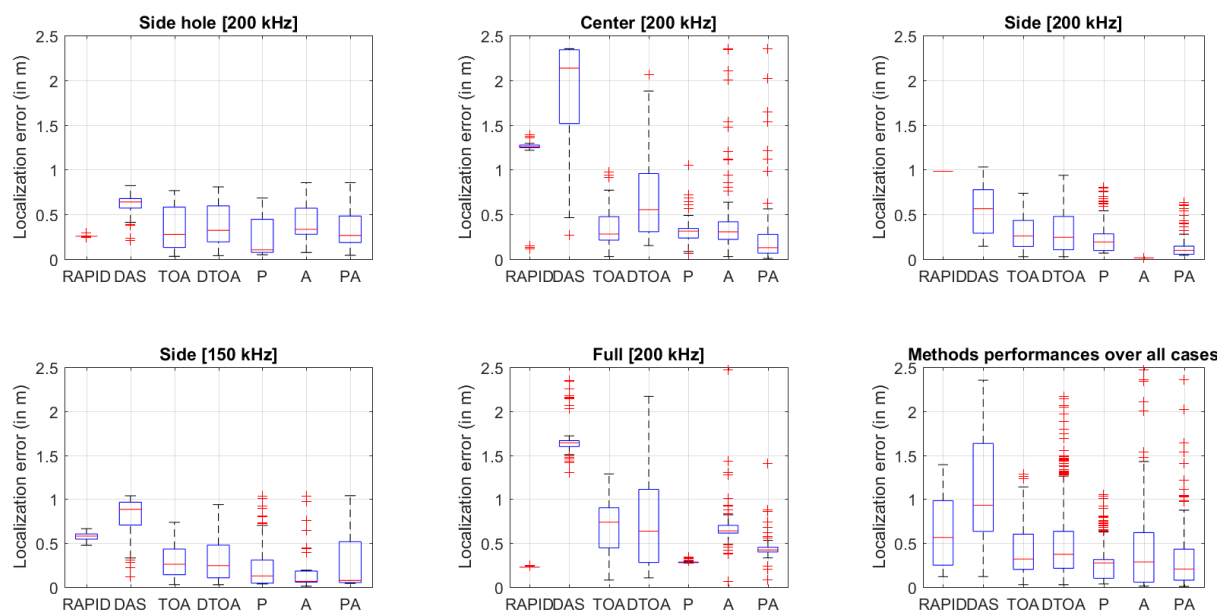 Side hole [200 kHz]
Localization error (in m)
2.5
2
1.5
1
0.5
0
RAPID DAS TOA DTOA P A PA
Center [200 kHz]
Localization error (in m)
2.5
2
1.5
1
0.5
0
RAPID DAS TOA DTOA P A PA
Side [200 kHz]
Localization error (in m)
2.5
2
1.5
1
0.5
0
RAPID DAS TOA DTOA P A PA
Side [150 kHz]
Localization error (in m)
2.5
2
1.5
1
0.5
0
RAPID DAS TOA DTOA P A PA
Full [200 kHz]
Localization error (in m)
2.5
2
1.5
1
0.5
0
RAPID DAS TOA DTOA P A PA
Methods performances over all cases
Localization error (in m)
2.5
2
1.5
1
0.5
0
RAPID DAS TOA DTOA P A PA